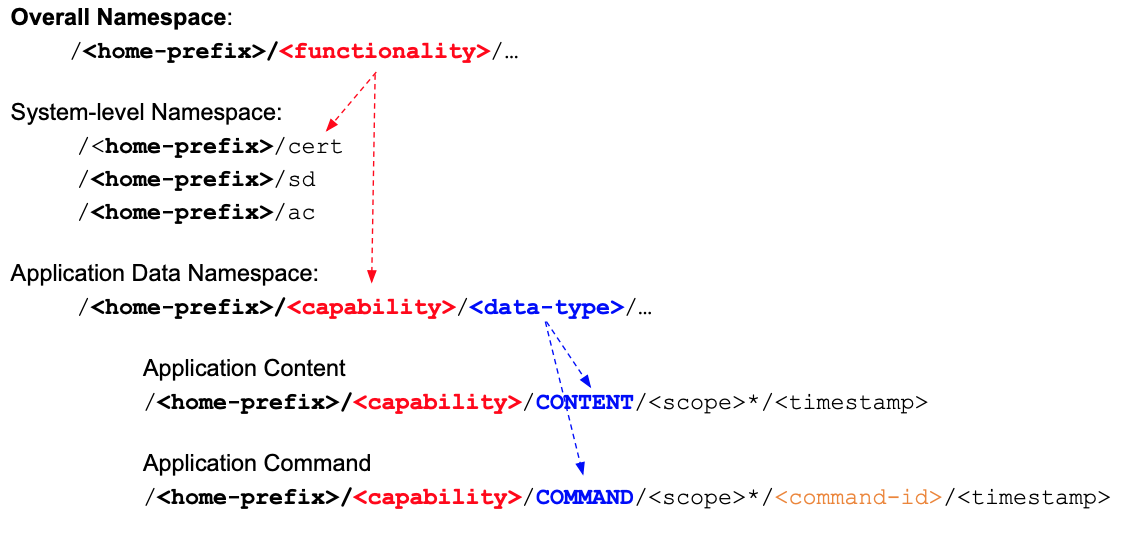 Overall Namespace:
/<home-prefix>/<functionality>/…
System-level Namespace:
/<home-prefix>/cert
/<home-prefix>/sd
/<home-prefix>/ac
Application Data Namespace:
/<home-prefix>/<capability>/<data-type>/…
Application Content
/<home-prefix>/<capability>/CONTENT/<scope>*/<timestamp>
Application Command
/<home-prefix>/<capability>/COMMAND/<scope>*/<command-id>/<timestamp>